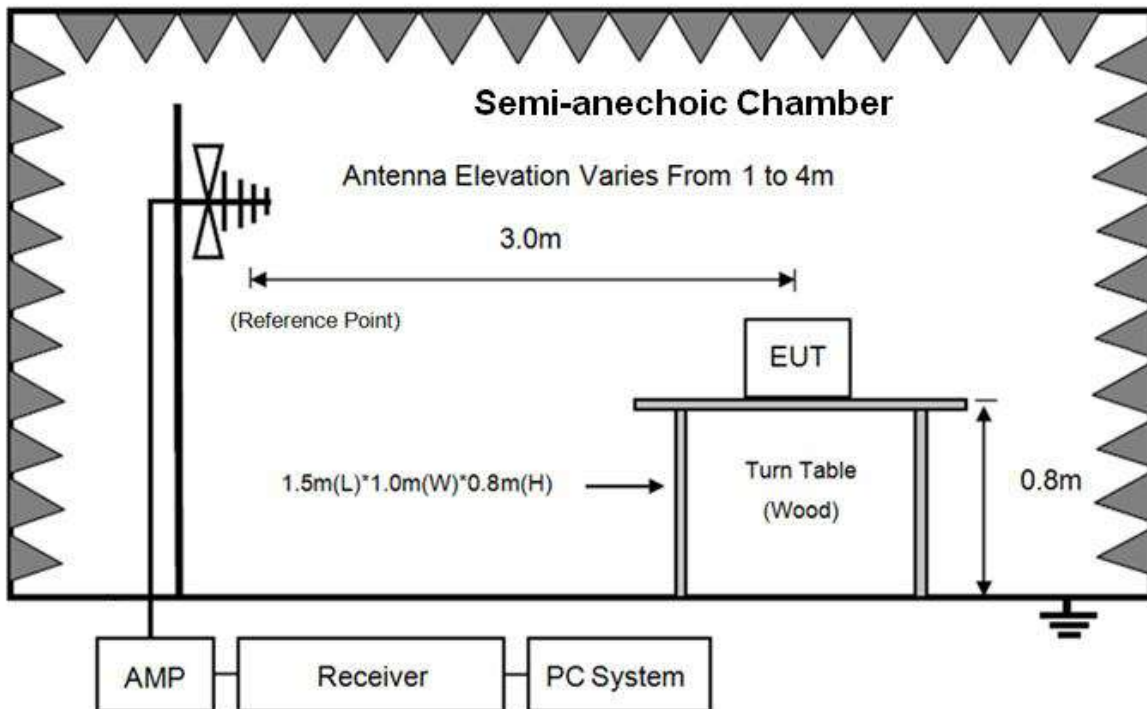 Semi-anechoic Chamber
Antenna Elevation Varies From 1 to 4m
3.0m
(Reference Point)
EUT
1.5m(L)*1.0m(W)*0.8m(H)
Turn Table
(Wood)
0.8m
AMP
Receiver
PC System